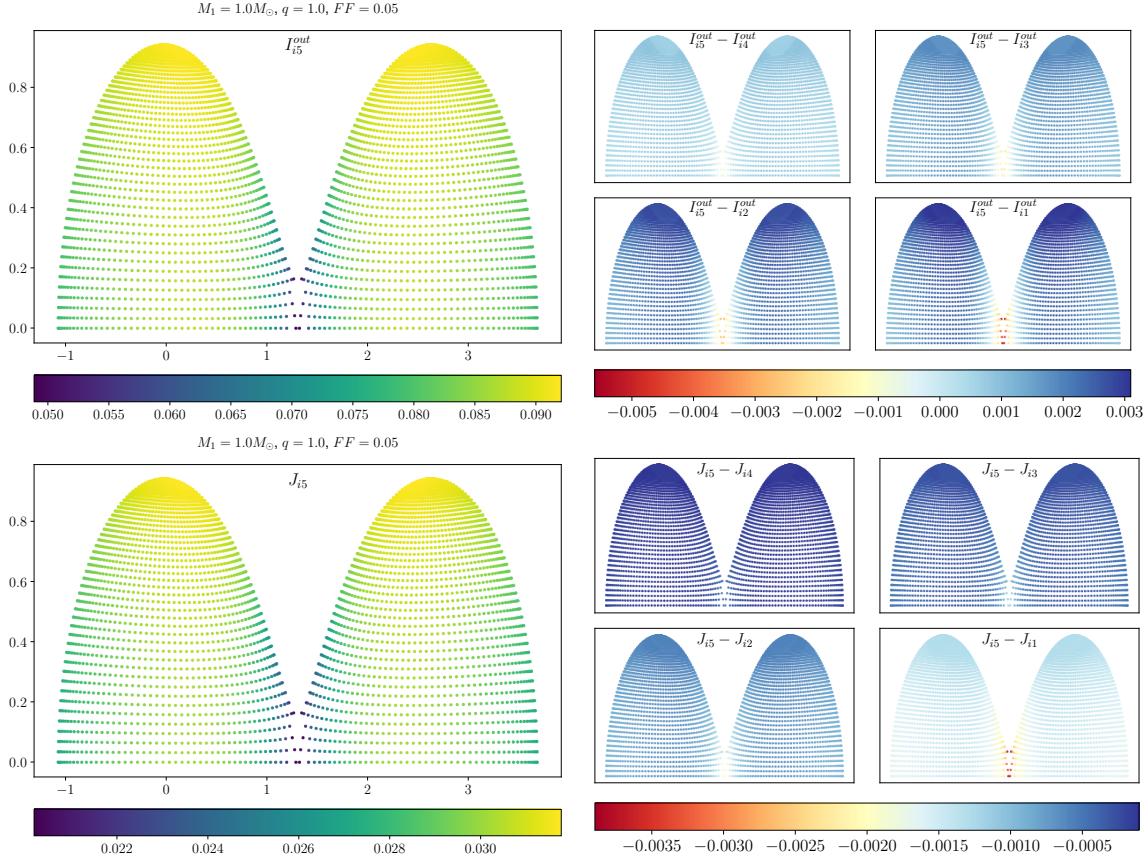 M₁ = 1.0M☉, q = 1.0, FF = 0.05
I_{i5}^{out}
0.8
0.6
0.4
0.2
0.0
−1 0 1 2 3
0.050 0.055 0.060 0.065 0.070 0.075 0.080 0.085 0.090
I_{i5}^{out} − I_{i4}^{out}
I_{i5}^{out} − I_{i3}^{out}
I_{i5}^{out} − I_{i2}^{out}
I_{i5}^{out} − I_{i1}^{out}
−0.005 −0.004 −0.003 −0.002 −0.001 0.000 0.001 0.002 0.003
M₁ = 1.0M☉, q = 1.0, FF = 0.05
J_{i5}
0.8
0.6
0.4
0.2
0.0
−1 0 1 2 3
0.022 0.024 0.026 0.028 0.030
J_{i5} − J_{i4}
J_{i5} − J_{i3}
J_{i5} − J_{i2}
J_{i5} − J_{i1}
−0.0035 −0.0030 −0.0025 −0.0020 −0.0015 −0.0010 −0.0005